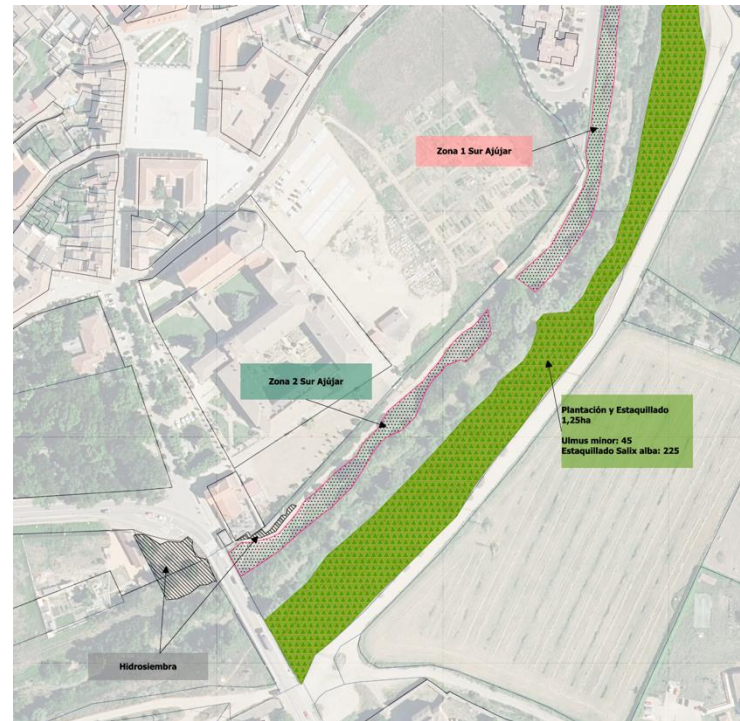 Zona 1 Sur Ajújar
Zona 2 Sur Ajújar
Plantación y Estaquillado
1,25ha
Ulmus minor: 45
Estaquillado Salix alba: 225
Hidrosiembra